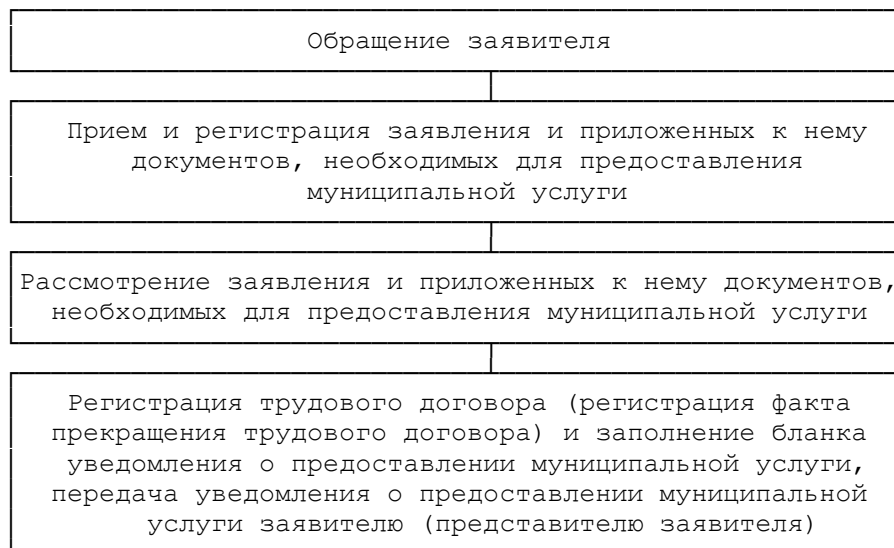 Обращение заявителя
Прием и регистрация заявления и приложенных к нему
документов, необходимых для предоставления
муниципальной услуги
Рассмотрение заявления и приложенных к нему документов,
необходимых для предоставления муниципальной услуги
Регистрация трудового договора (регистрация факта
прекращения трудового договора) и заполнение бланка
уведомления о предоставлении муниципальной услуги,
передача уведомления о предоставлении муниципальной
услуги заявителю (представителю заявителя)